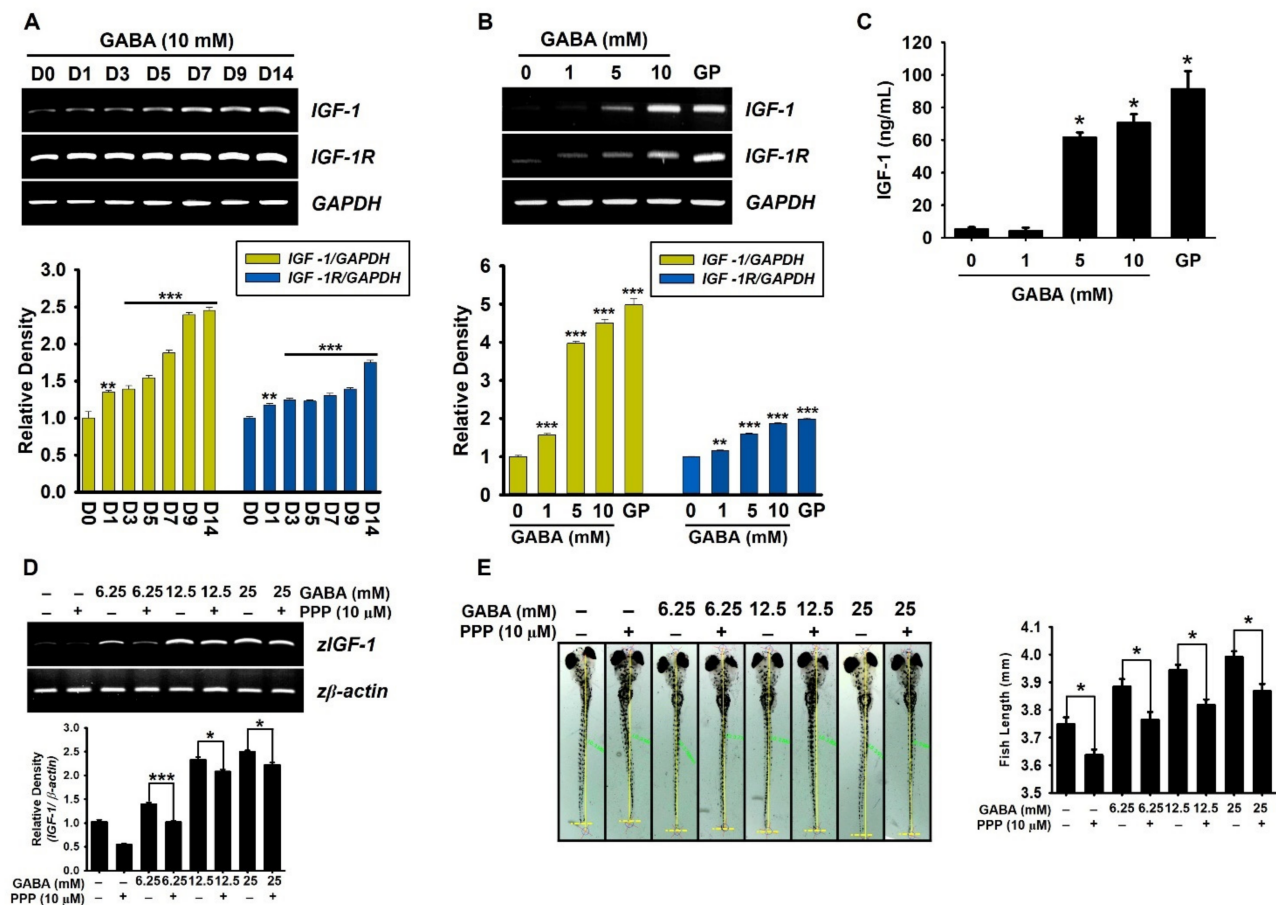 A
GABA (10 mM)
D0 D1 D3 D5 D7 D9 D14
IGF-1
IGF-1R
GAPDH
IGF -1/GAPDH
IGF -1R/GAPDH
Relative Density
3.0
2.5
2.0
1.5
1.0
0.5
0.0
** *** ** ***
D0 D1 D3 D5 D7 D9 D14 D0 D1 D3 D5 D7 D9 D14
B
GABA (mM)
0 1 5 10 GP
IGF-1
IGF-1R
GAPDH
IGF -1/GAPDH
IGF -1R/GAPDH
Relative Density
6
5
4
3
2
1
0
*** *** *** *** ** *** *** ***
0 1 5 10 GP 0 1 5 10 GP
GABA (mM) GABA (mM)
C
IGF-1 (ng/mL)
120
100
80
60
40
20
0
* * *
0 1 5 10 GP
GABA (mM)
D
– – 6.25 6.25 12.5 12.5 25 25 GABA (mM)
– + – + – + – + PPP (10 μM)
zIGF-1
zβ-actin
Relative Density
(IGF-1/ β-actin)
3.0
2.5
2.0
1.5
1.0
0.5
0.0
*** * *
GABA (mM) – – 6.25 6.25 12.5 12.5 25 25
PPP (10 μM) – + – + – + – +
E
GABA (mM) – – 6.25 6.25 12.5 12.5 25 25
PPP (10 μM) – + – + – + – +
Fish Length (mm)
4.1
4.0
3.9
3.8
3.7
3.6
3.5
* * * *
GABA (mM) – – 6.25 6.25 12.5 12.5 25 25
PPP (10 μM) – + – + – + – +